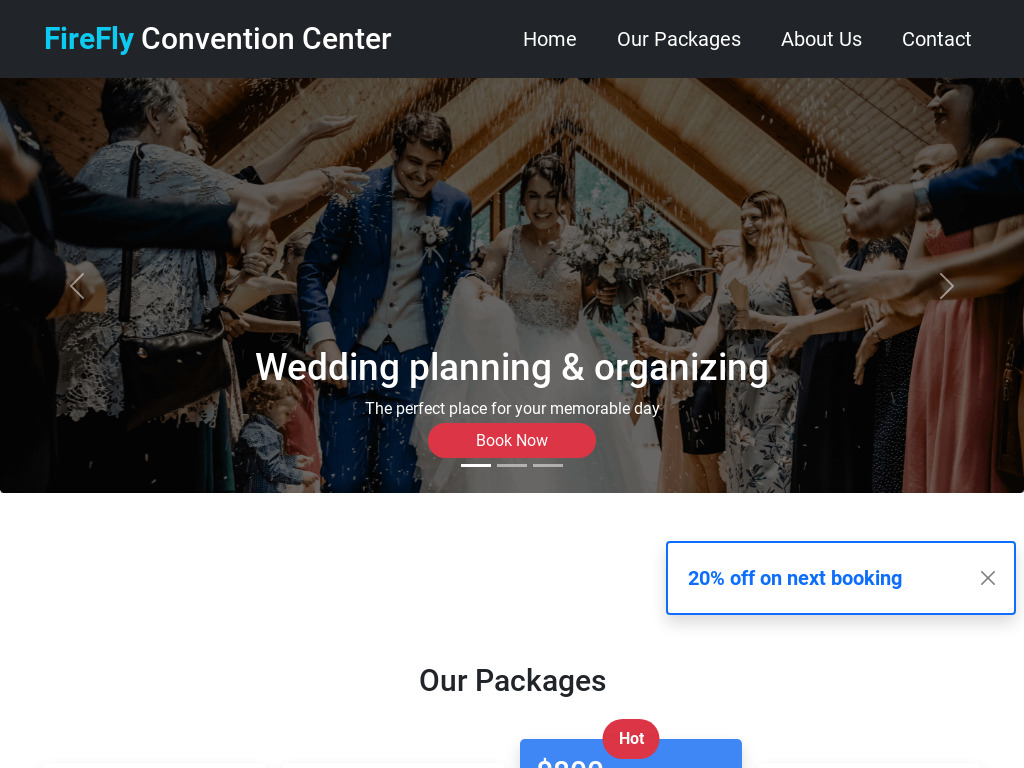 FireFly Convention Center
Home
Our Packages
About Us
Contact
Wedding planning & organizing
The perfect place for your memorable day
Book Now
20% off on next booking
Our Packages
Hot